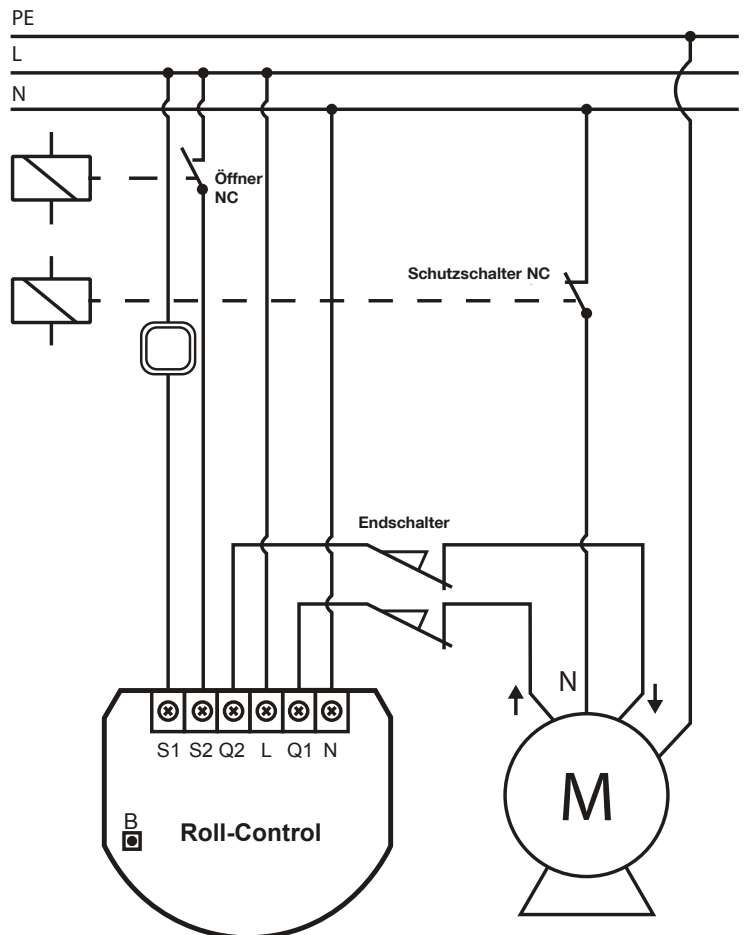 PE
L
N
Öffner
NC
Schutzschalter NC
Endschalter
N
S1 S2 Q2 L Q1 N
B
Roll-Control
M